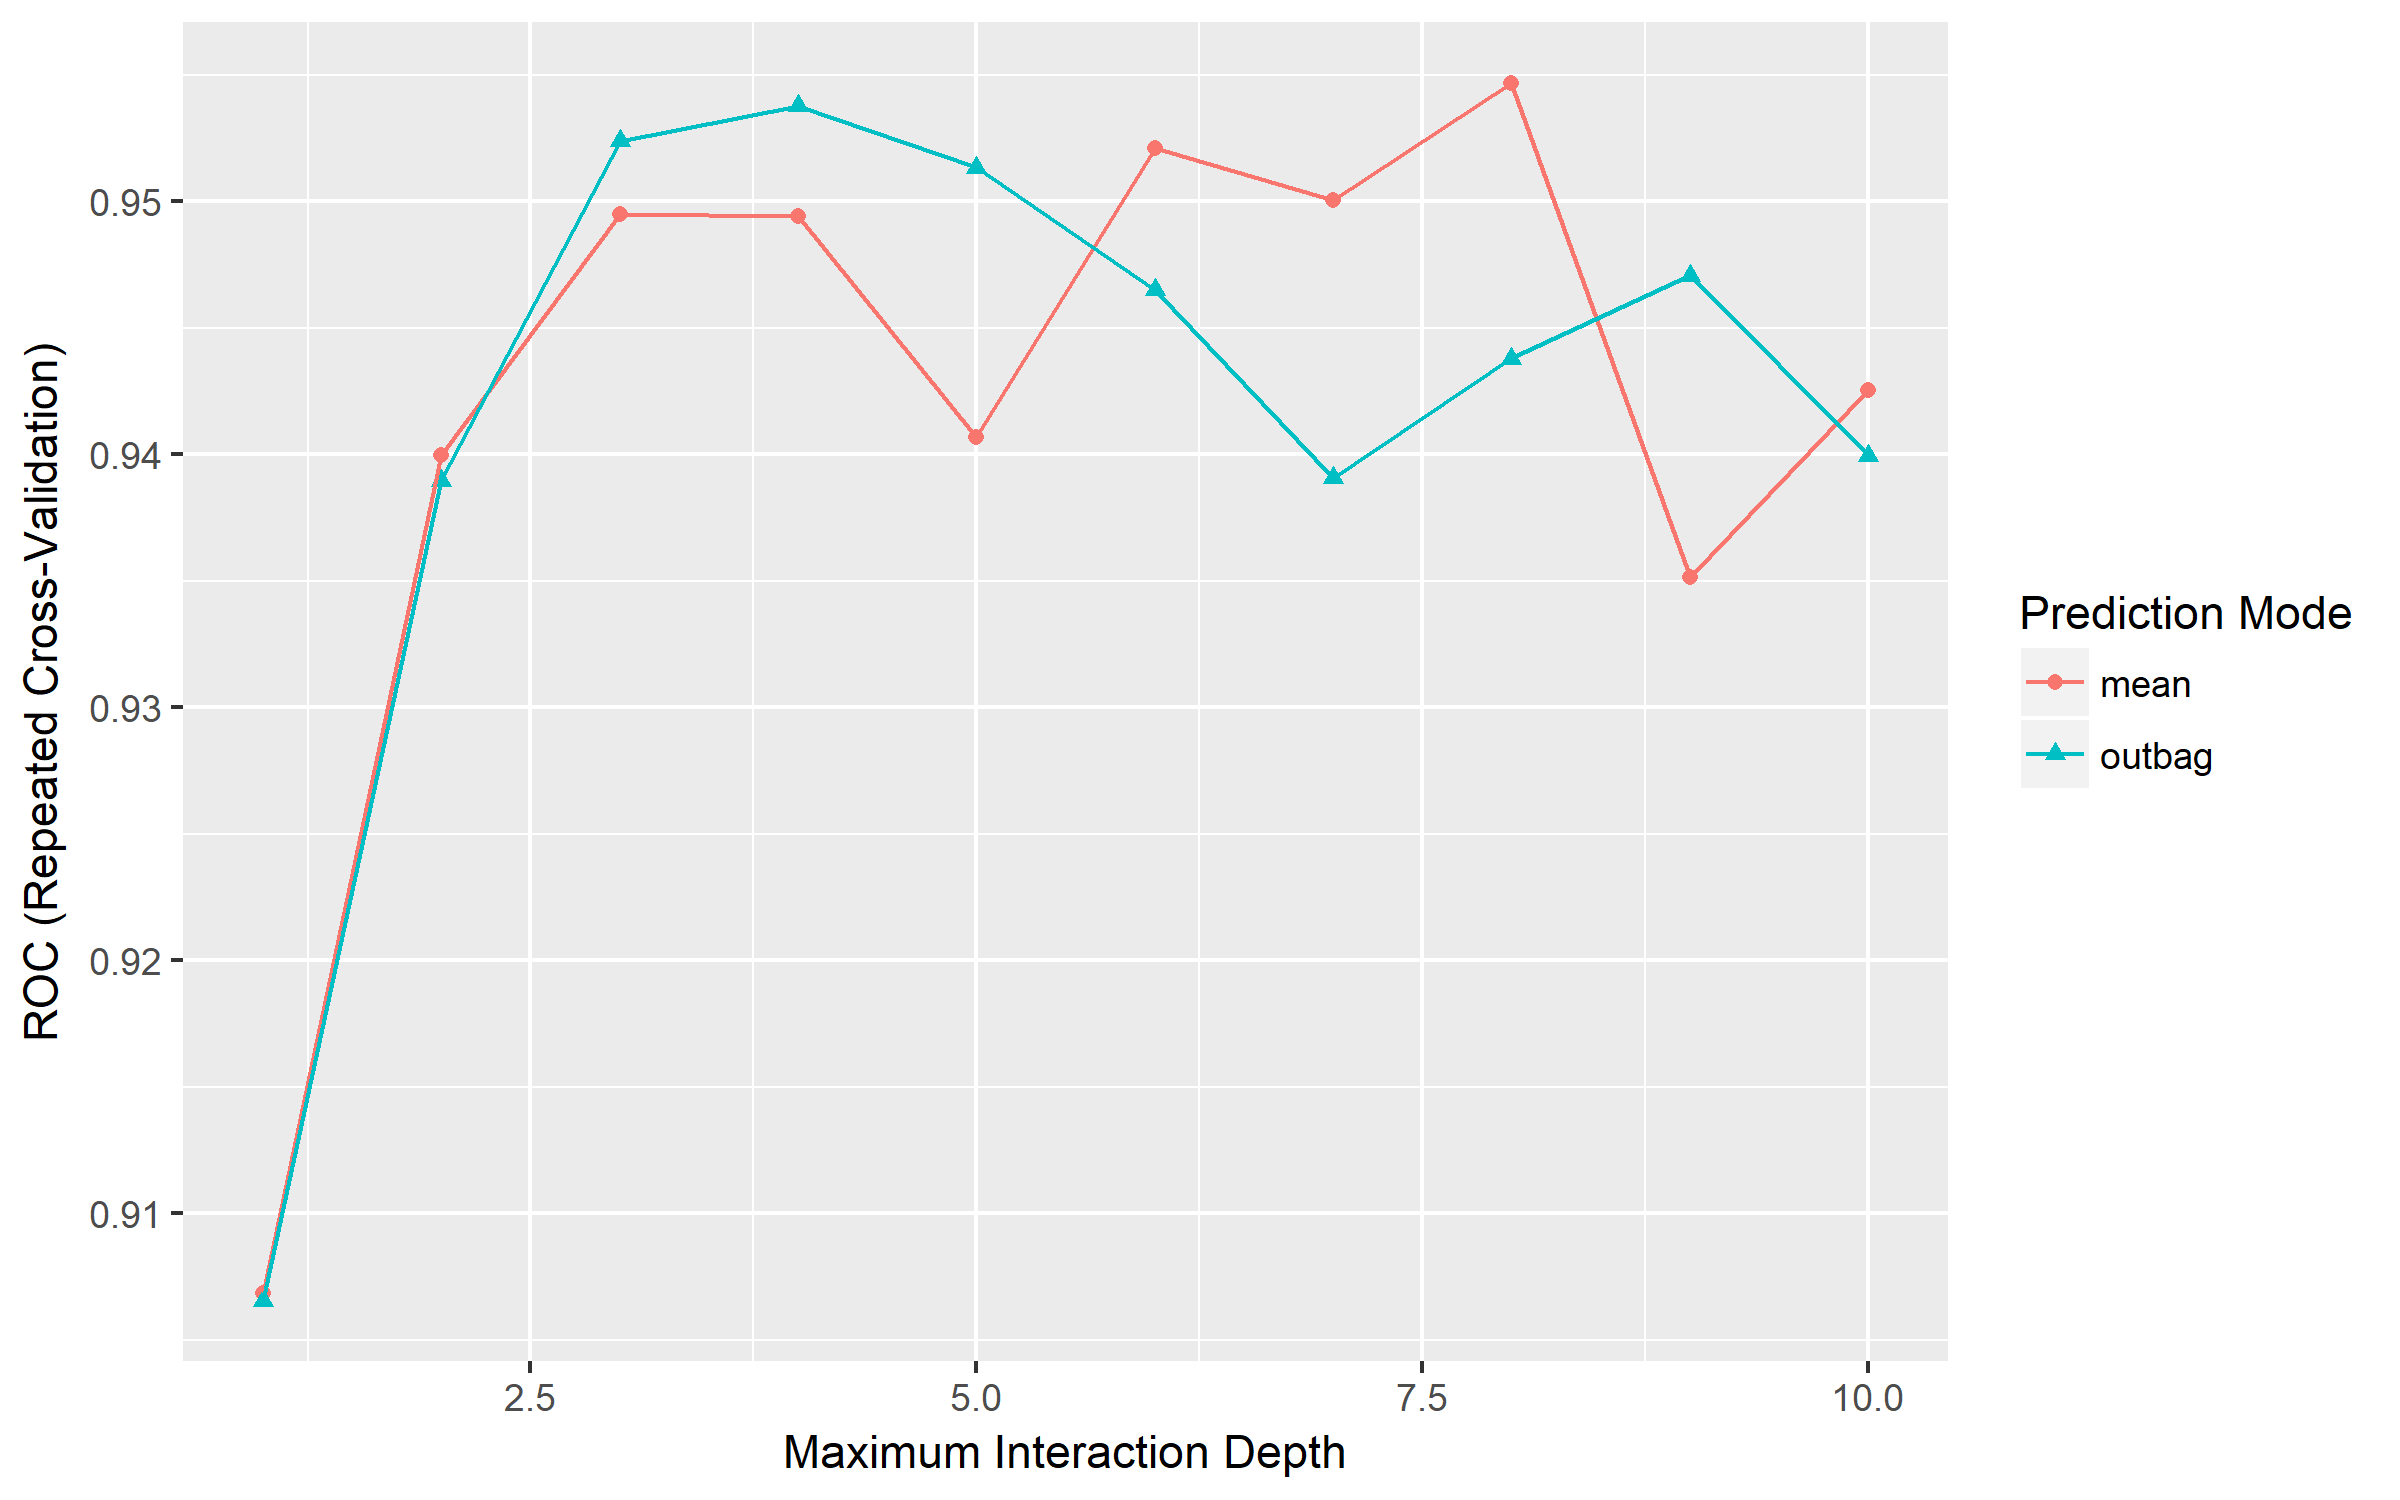 ROC (Repeated Cross-Validation)
0.95
0.94
0.93
0.92
0.91
2.5 5.0 7.5 10.0
Maximum Interaction Depth
Prediction Mode
mean
outbag